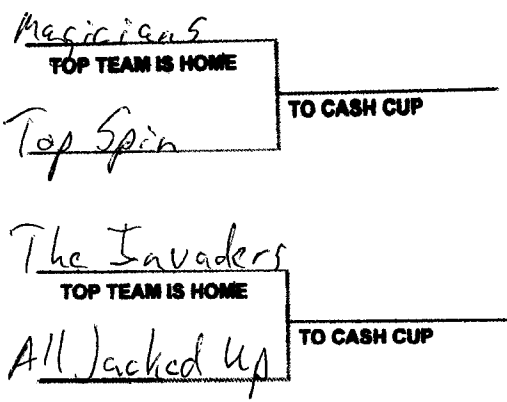 Magicians
TOP TEAM IS HOME
TO CASH CUP
Top Spin
The Invaders
TOP TEAM IS HOME
TO CASH CUP
All Jacked Up